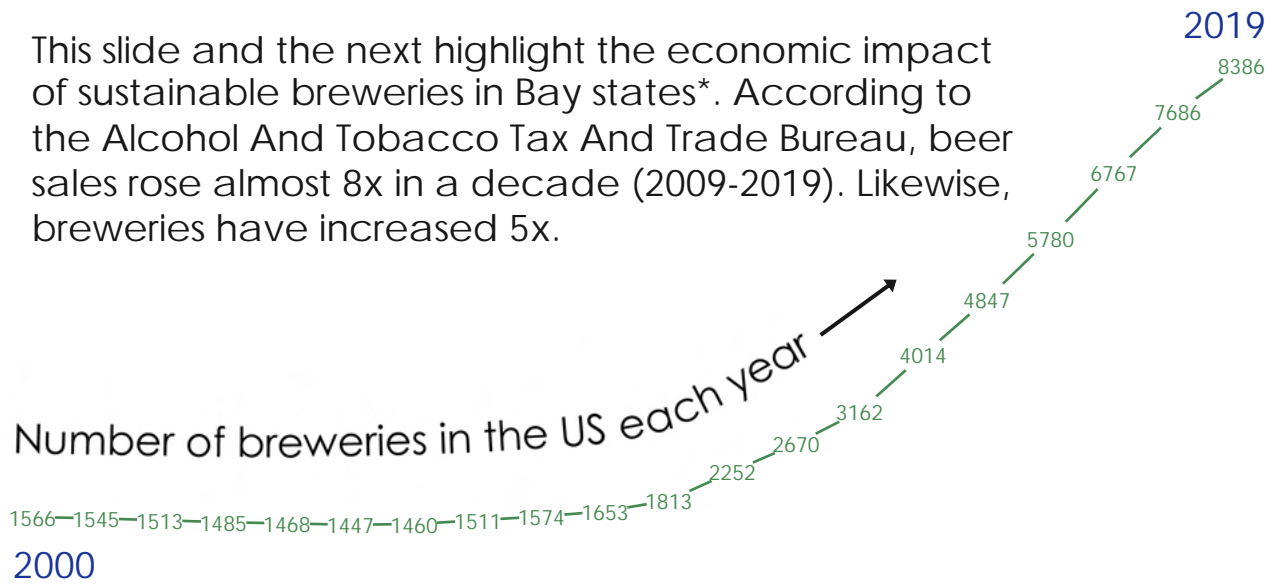 2019
This slide and the next highlight the economic impact
of sustainable breweries in Bay states*. According to
the Alcohol And Tobacco Tax And Trade Bureau, beer
sales rose almost 8x in a decade (2009-2019). Likewise,
breweries have increased 5x.
8386
7686
6767
5780
4847
4014
3162
2670
2252
1813
Number of breweries in the US each year
1566 1545 1513 1485 1468 1447 1460 1511 1574 1653
2000